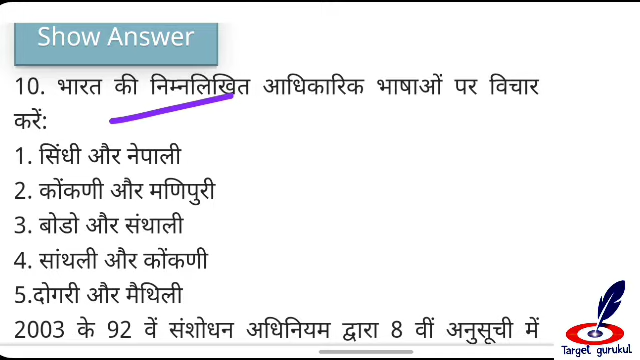 Show Answer
10. भारत की निम्नलिखित आधिकारिक भाषाओं पर विचार
करें:
1. सिंधी और नेपाली
2. कोंकणी और मणिपुरी
3. बोडो और संथाली
4. सांथली और कोंकणी
5.दोगरी और मैथिली
2003 के 92 वें संशोधन अधिनियम द्वारा 8 वीं अनुसूची में
Target gurukul